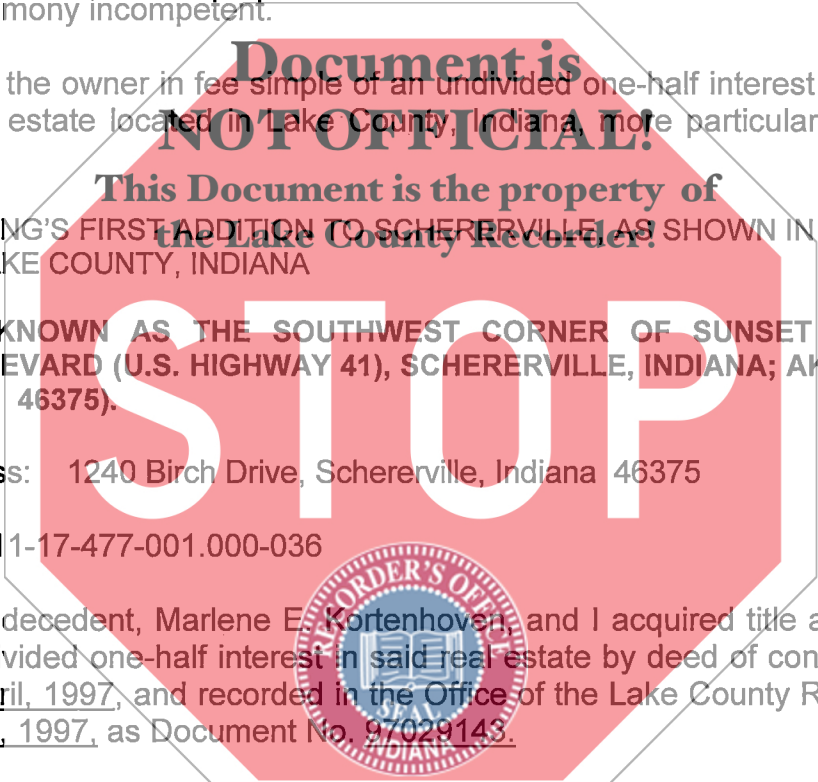 mony incompetent.
Document is
the owner in fee simple of an undivided one-half interest
NOT OFFICIAL!
estate located in Lake County, Indiana, more particular
This Document is the property of
the Lake County Recorder!
NG'S FIRST ADDITION TO SCHERERVILLE, AS SHOWN IN
KE COUNTY, INDIANA
KNOWN AS THE SOUTHWEST CORNER OF SUNSET
EVARD (U.S. HIGHWAY 41), SCHERERVILLE, INDIANA; AK
46375).
STOP
s: 1240 Birch Drive, Schererville, Indiana 46375
11-17-477-001.000-036
RECORDER'S OFFICE
decedent, Marlene E. Kortenhoven, and I acquired title a
vided one-half interest in said real estate by deed of con
ril, 1997, and recorded in the Office of the Lake County R
SEAL
, 1997, as Document No. 97029143.
INDIANA